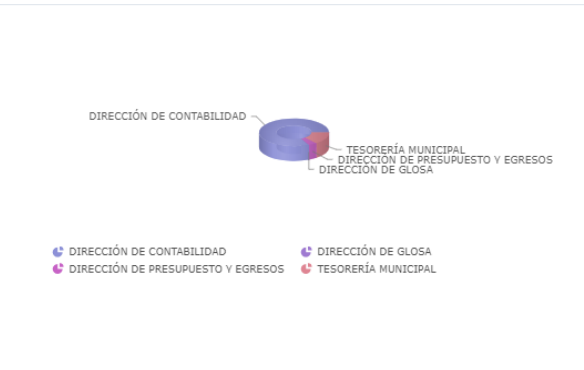 DIRECCIÓN DE CONTABILIDAD
TESORERÍA MUNICIPAL
DIRECCIÓN DE PRESUPUESTO Y EGRESOS
DIRECCIÓN DE GLOSA
DIRECCIÓN DE CONTABILIDAD DIRECCIÓN DE GLOSA
DIRECCIÓN DE PRESUPUESTO Y EGRESOS TESORERÍA MUNICIPAL